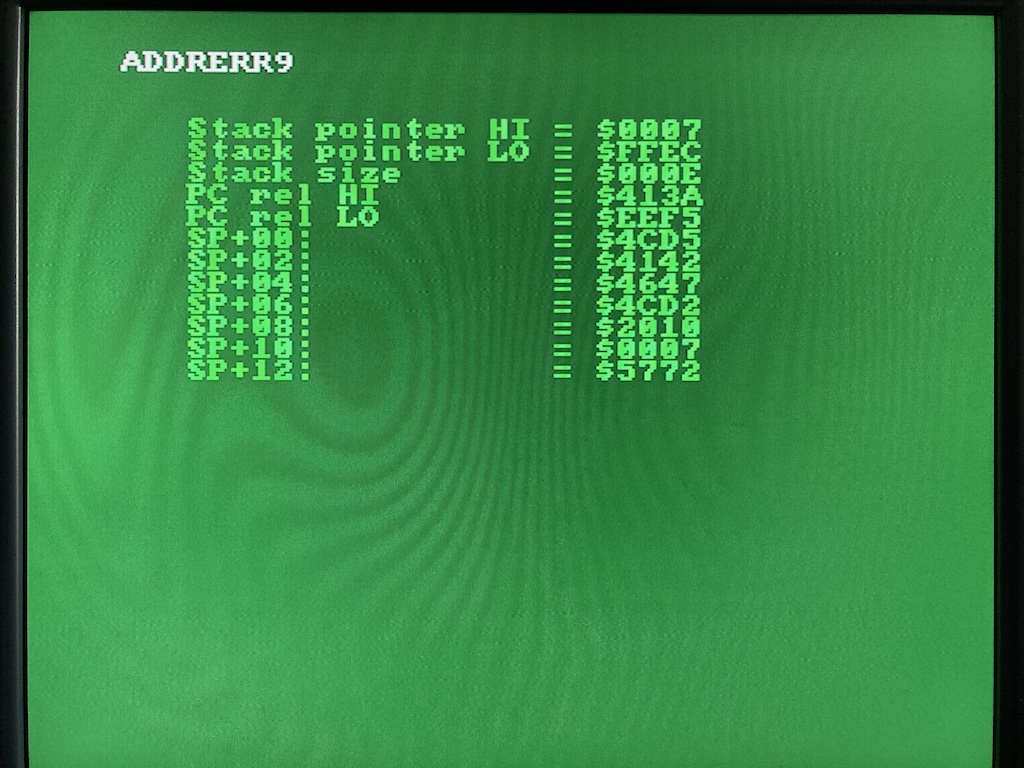 ADDRERR9
Stack pointer HI = $0007
Stack pointer LO = $FFEC
Stack size = $000E
PC rel HI = $413A
PC rel LO = $EEF5
SP+00: = $4CD5
SP+02: = $4142
SP+04: = $4647
SP+06: = $4CD2
SP+08: = $2010
SP+10: = $0007
SP+12: = $5772